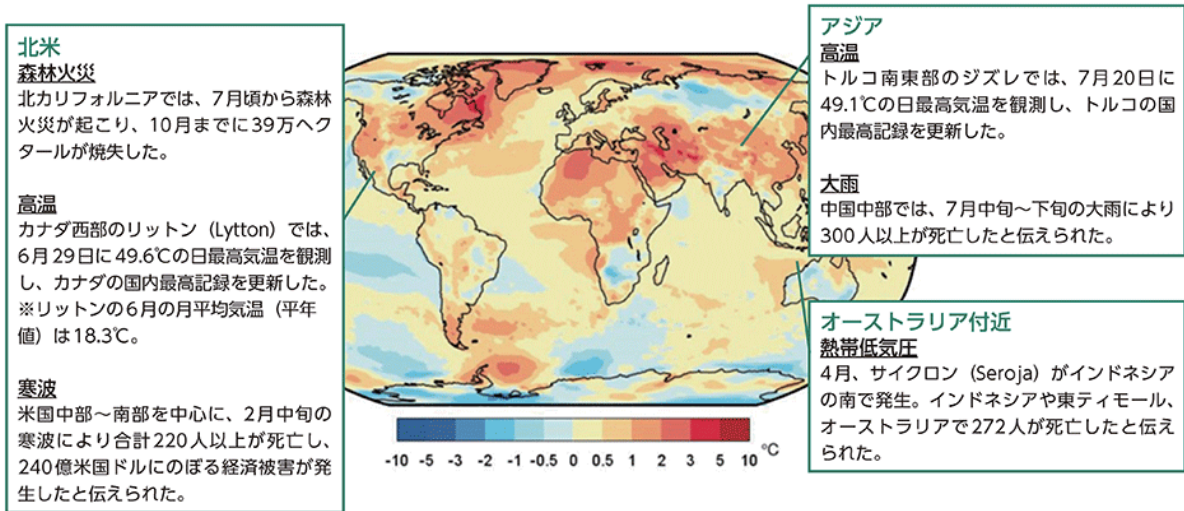 北米
森林火災
北カリフォルニアでは、7月頃から森林
火災が起こり、10月までに39万ヘク
タールが焼失した。
高温
カナダ西部のリットン（Lytton）では、
6月29日に49.6℃の日最高気温を観測
し、カナダの国内最高記録を更新した。
※リットンの6月の月平均気温（平年
値）は18.3℃。
寒波
米国中部～南部を中心に、2月中旬の
寒波により合計220人以上が死亡し、
240億米国ドルにのぼる経済被害が発
生したと伝えられた。
-10 -5 -3 -2 -1 -0.5 0 0.5 1 2 3 5 10 ℃
アジア
高温
トルコ南東部のジズレでは、7月20日に
49.1℃の日最高気温を観測し、トルコの国
内最高記録を更新した。
大雨
中国中部では、7月中旬～下旬の大雨により
300人以上が死亡したと伝えられた。
オーストラリア付近
熱帯低気圧
4月、サイクロン（Seroja）がインドネシア
の南で発生。インドネシアや東ティモール、
オーストラリアで272人が死亡したと伝え
られた。